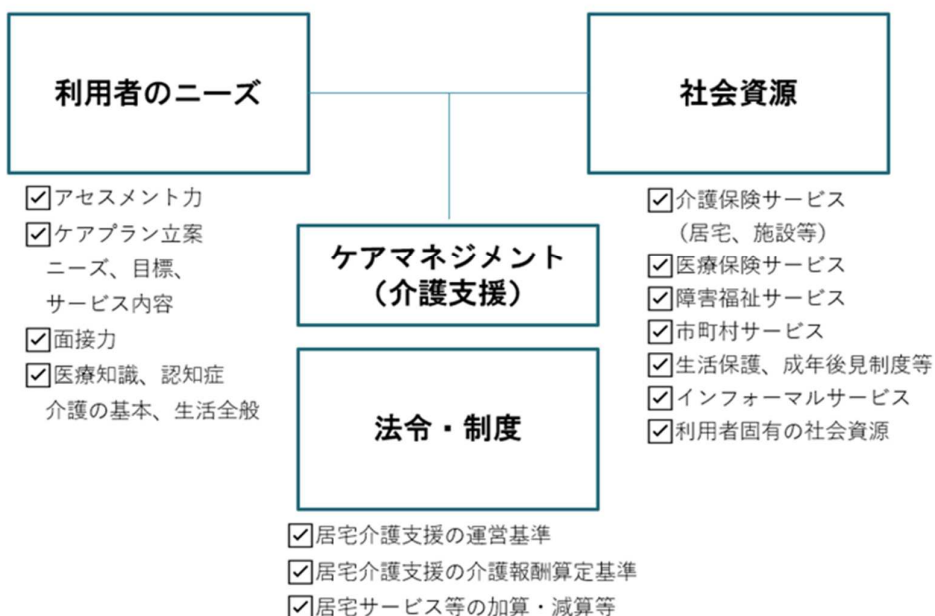 利用者のニーズ
アセスメント力
ケアプラン立案
ニーズ、目標、
サービス内容
面接力
医療知識、認知症
介護の基本、生活全般
社会資源
介護保険サービス
（居宅、施設等）
医療保険サービス
障害福祉サービス
市町村サービス
生活保護、成年後見制度等
インフォーマルサービス
利用者固有の社会資源
ケアマネジメント
（介護支援）
法令・制度
居宅介護支援の運営基準
居宅介護支援の介護報酬算定基準
居宅サービス等の加算・減算等